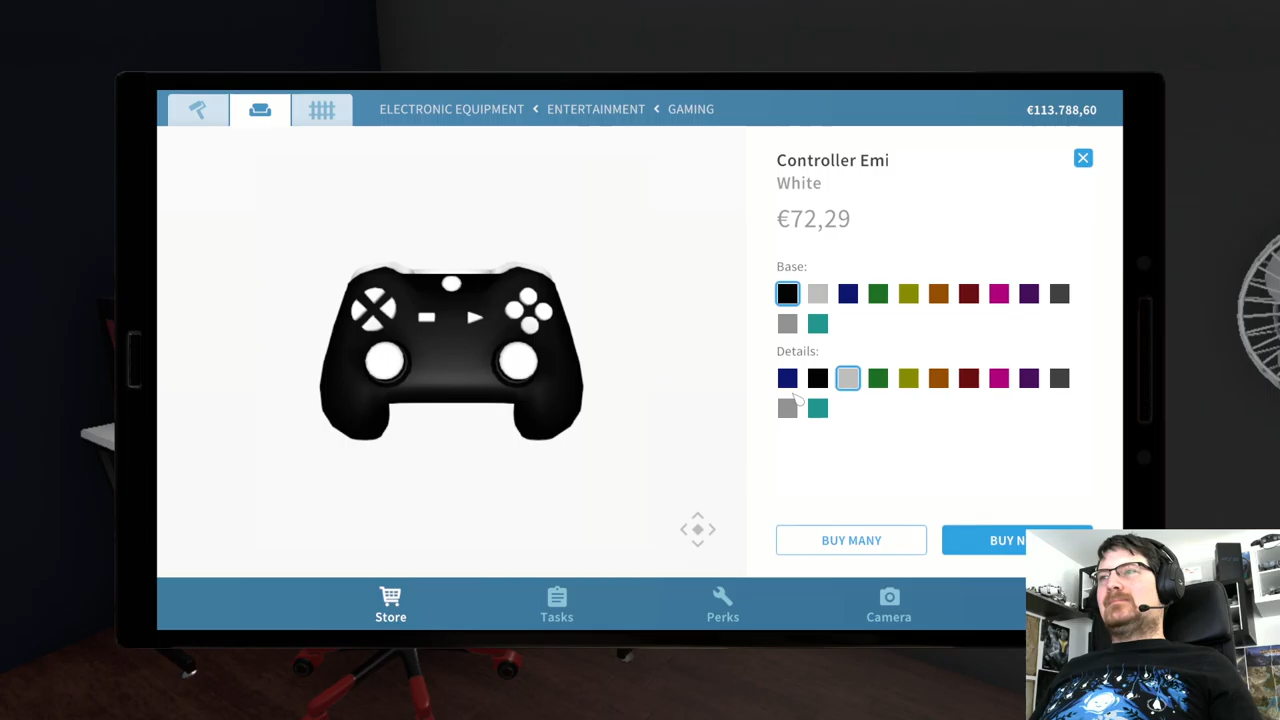 ELECTRONIC EQUIPMENT < ENTERTAINMENT < GAMING
€113.788,60
Controller Emi
White
€72,29
Base:
Details:
BUY MANY
BUY N
Store
Tasks
Perks
Camera